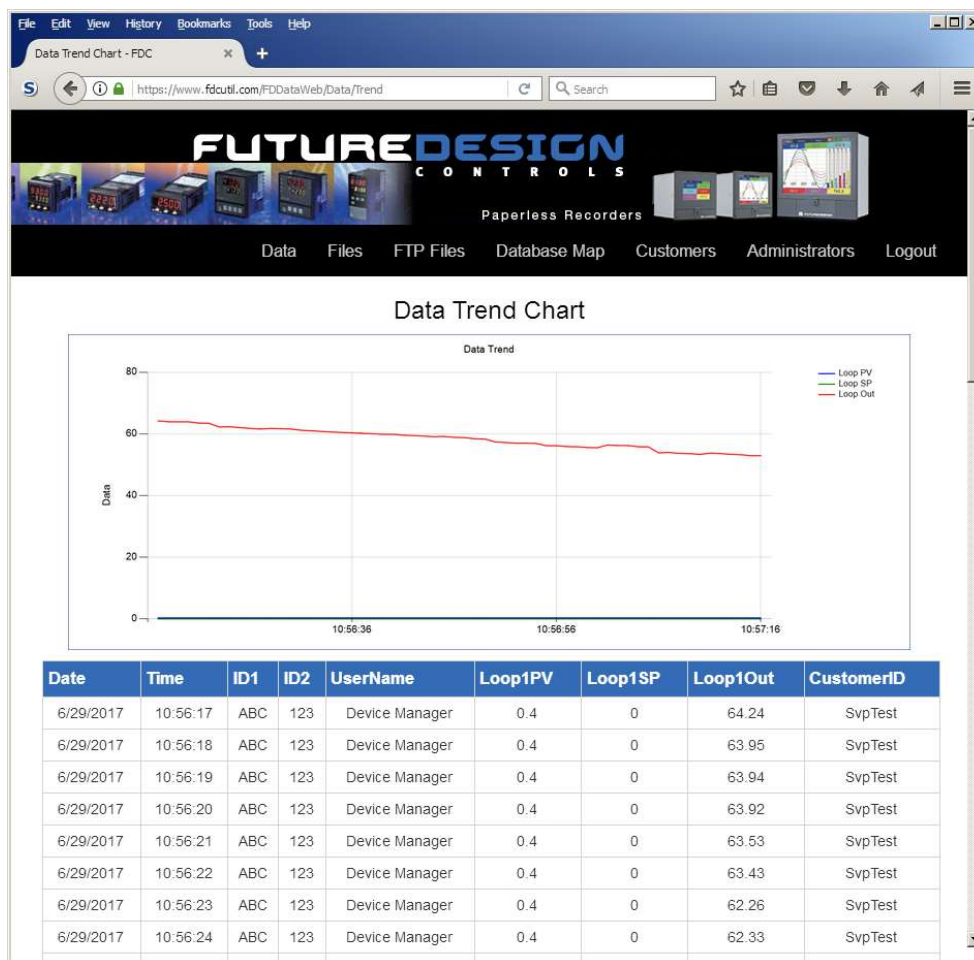 File Edit View History Bookmarks Tools Help
Data Trend Chart - FDC
https://www.fdcutil.com/FDDataWeb/Data/Trend
Search
FUTUREDESIGN
CONTROLS
Paperless Recorders
Data Files FTP Files Database Map Customers Administrators Logout
Data Trend Chart
Data Trend
Loop PV
Loop SP
Loop Out
Data
80
60
40
20
0
10:56:36 10:56:56 10:57:16
Date Time ID1 ID2 UserName Loop1PV Loop1SP Loop1Out CustomerID
6/29/2017 10:56:17 ABC 123 Device Manager 0.4 0 64.24 SvpTest
6/29/2017 10:56:18 ABC 123 Device Manager 0.4 0 63.95 SvpTest
6/29/2017 10:56:19 ABC 123 Device Manager 0.4 0 63.94 SvpTest
6/29/2017 10:56:20 ABC 123 Device Manager 0.4 0 63.92 SvpTest
6/29/2017 10:56:21 ABC 123 Device Manager 0.4 0 63.53 SvpTest
6/29/2017 10:56:22 ABC 123 Device Manager 0.4 0 63.43 SvpTest
6/29/2017 10:56:23 ABC 123 Device Manager 0.4 0 62.26 SvpTest
6/29/2017 10:56:24 ABC 123 Device Manager 0.4 0 62.33 SvpTest